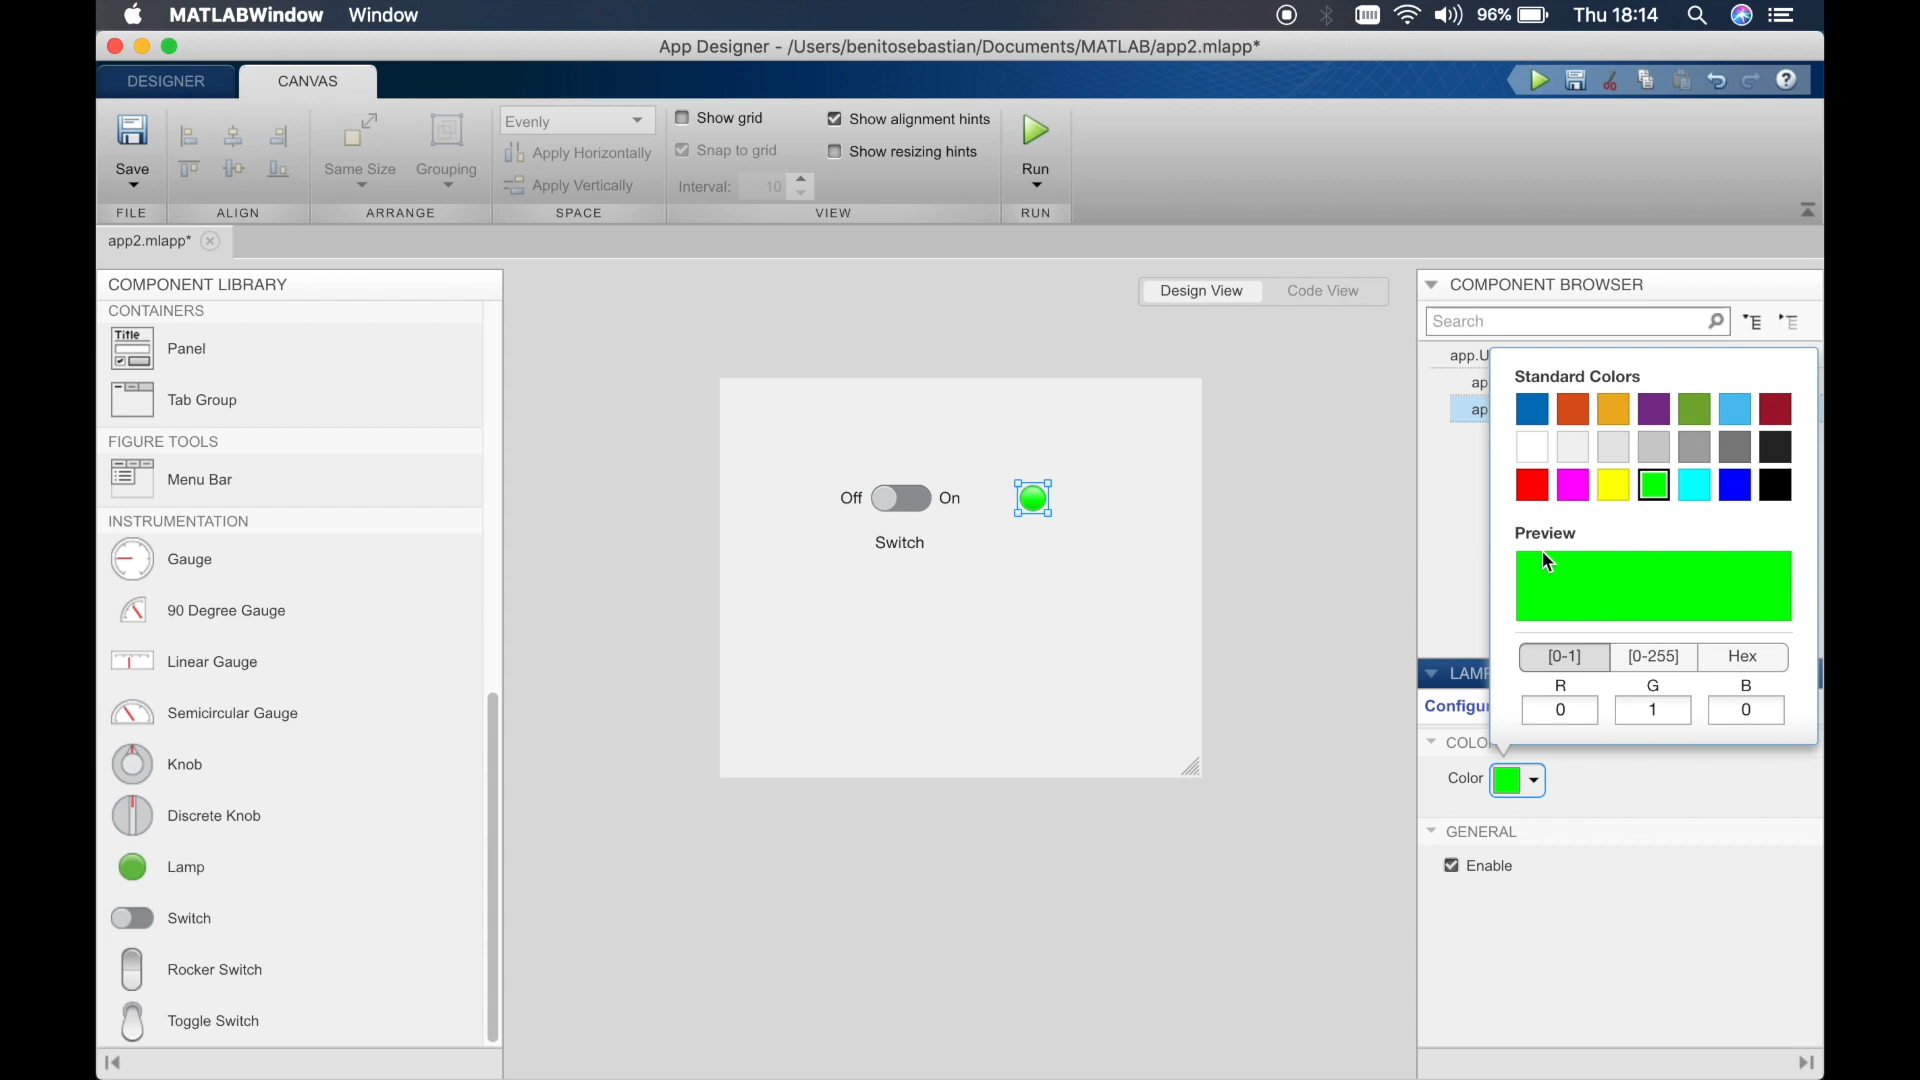 MATLABWindow Window 96% Thu 18:14
App Designer - /Users/benitosebastian/Documents/MATLAB/app2.mlapp*
DESIGNER CANVAS
Save
FILE
ALIGN
Same Size Grouping
ARRANGE
Evenly
Apply Horizontally
Apply Vertically
SPACE
Show grid
Snap to grid
Interval: 10
Show alignment hints
Show resizing hints
VIEW
Run
RUN
app2.mlapp*
COMPONENT LIBRARY
CONTAINERS
Title
Panel
Tab Group
FIGURE TOOLS
Menu Bar
INSTRUMENTATION
Gauge
90 Degree Gauge
Linear Gauge
Semicircular Gauge
Knob
Discrete Knob
Lamp
Switch
Rocker Switch
Toggle Switch
Design View Code View
Off On
Switch
COMPONENT BROWSER
Search
app.U
ap
ap
Standard Colors
Preview
[0-1] [0-255] Hex
R G B
0 1 0
LAMP
Configu
COLO
Color
GENERAL
Enable